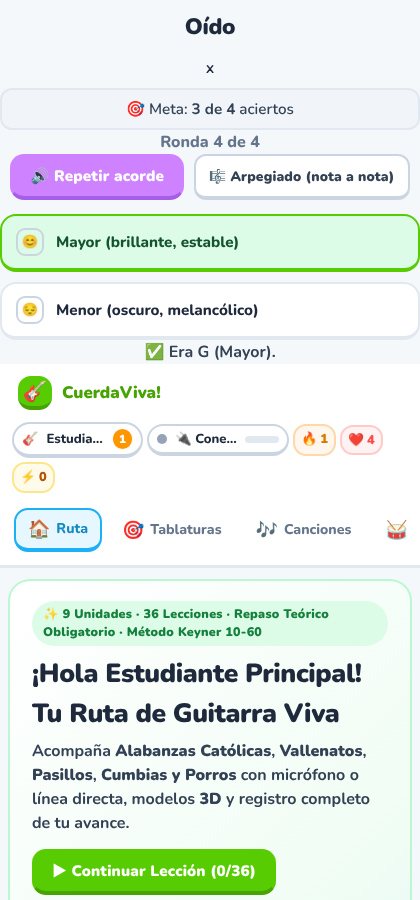 Oído
x
🎯 Meta: 3 de 4 aciertos
Ronda 4 de 4
🔊 Repetir acorde
🎼 Arpegiado (nota a nota)
😊 Mayor (brillante, estable)
😔 Menor (oscuro, melancólico)
✅ Era G (Mayor).
🎸 CuerdaViva!
🎸 Estudia... 1
🔌 Cone...
🔥 1
❤️ 4
⚡ 0
🏠 Ruta
🎯 Tablaturas
🎶 Canciones
🥁
✨ 9 Unidades · 36 Lecciones · Repaso Teórico
Obligatorio · Método Keyner 10-60
¡Hola Estudiante Principal!
Tu Ruta de Guitarra Viva
Acompaña Alabanzas Católicas, Vallenatos,
Pasillos, Cumbias y Porros con micrófono o
línea directa, modelos 3D y registro completo
de tu avance.
▶ Continuar Lección (0/36)